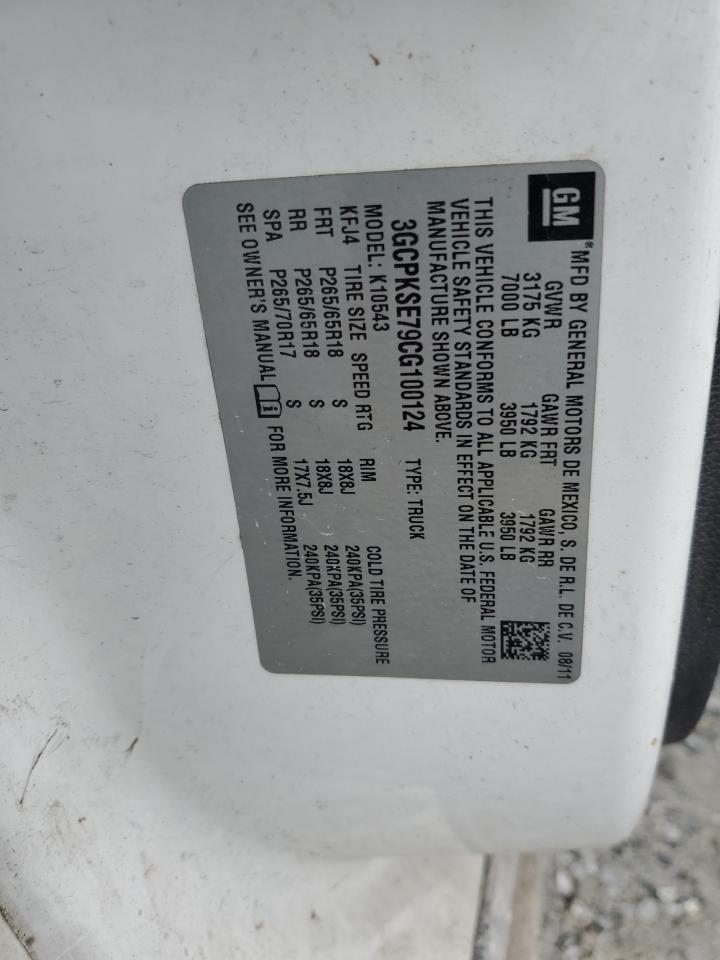 GM
® MFD BY GENERAL MOTORS DE MEXICO, S. DE R.L. DE C.V. 08/11
GVWR GAWR FRT GAWR RR
3175 KG 1792 KG 1792 KG
7000 LB 3950 LB 3950 LB
THIS VEHICLE CONFORMS TO ALL APPLICABLE U.S. FEDERAL MOTOR
VEHICLE SAFETY STANDARDS IN EFFECT ON THE DATE OF
MANUFACTURE SHOWN ABOVE.
3GCPKSE79CG100124 TYPE: TRUCK
MODEL: K10543
KFJ4 TIRE SIZE SPEED RTG RIM COLD TIRE PRESSURE
FRT P265/65R18 S 18X8J 240KPA(35PSI)
RR P265/65R18 S 18X8J 240KPA(35PSI)
SPA P265/70R17 S 17X7.5J 240KPA(35PSI)
SEE OWNER'S MANUAL i FOR MORE INFORMATION.